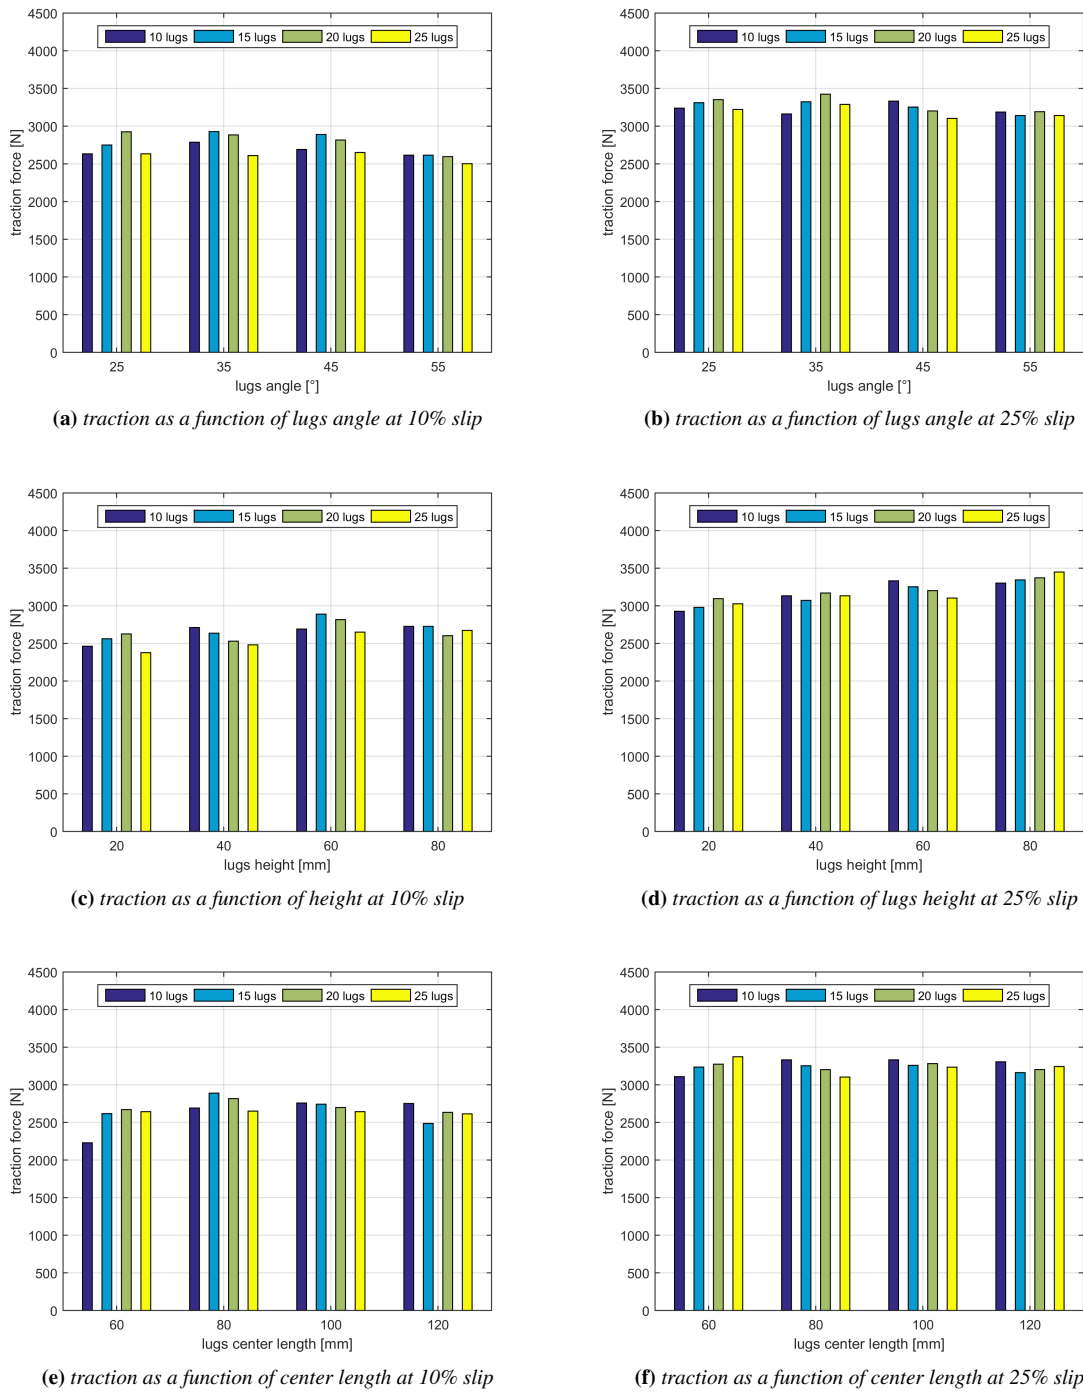 4500
4000
3500
3000
2500
2000
1500
1000
500
0
traction force [N]
10 lugs 15 lugs 20 lugs 25 lugs
25 35 45 55
lugs angle [°]
(a) traction as a function of lugs angle at 10% slip
4500
4000
3500
3000
2500
2000
1500
1000
500
0
traction force [N]
10 lugs 15 lugs 20 lugs 25 lugs
25 35 45 55
lugs angle [°]
(b) traction as a function of lugs angle at 25% slip
4500
4000
3500
3000
2500
2000
1500
1000
500
0
traction force [N]
10 lugs 15 lugs 20 lugs 25 lugs
20 40 60 80
lugs height [mm]
(c) traction as a function of height at 10% slip
4500
4000
3500
3000
2500
2000
1500
1000
500
0
traction force [N]
10 lugs 15 lugs 20 lugs 25 lugs
20 40 60 80
lugs height [mm]
(d) traction as a function of lugs height at 25% slip
4500
4000
3500
3000
2500
2000
1500
1000
500
0
traction force [N]
10 lugs 15 lugs 20 lugs 25 lugs
60 80 100 120
lugs center length [mm]
(e) traction as a function of center length at 10% slip
4500
4000
3500
3000
2500
2000
1500
1000
500
0
traction force [N]
10 lugs 15 lugs 20 lugs 25 lugs
60 80 100 120
lugs center length [mm]
(f) traction as a function of center length at 25% slip